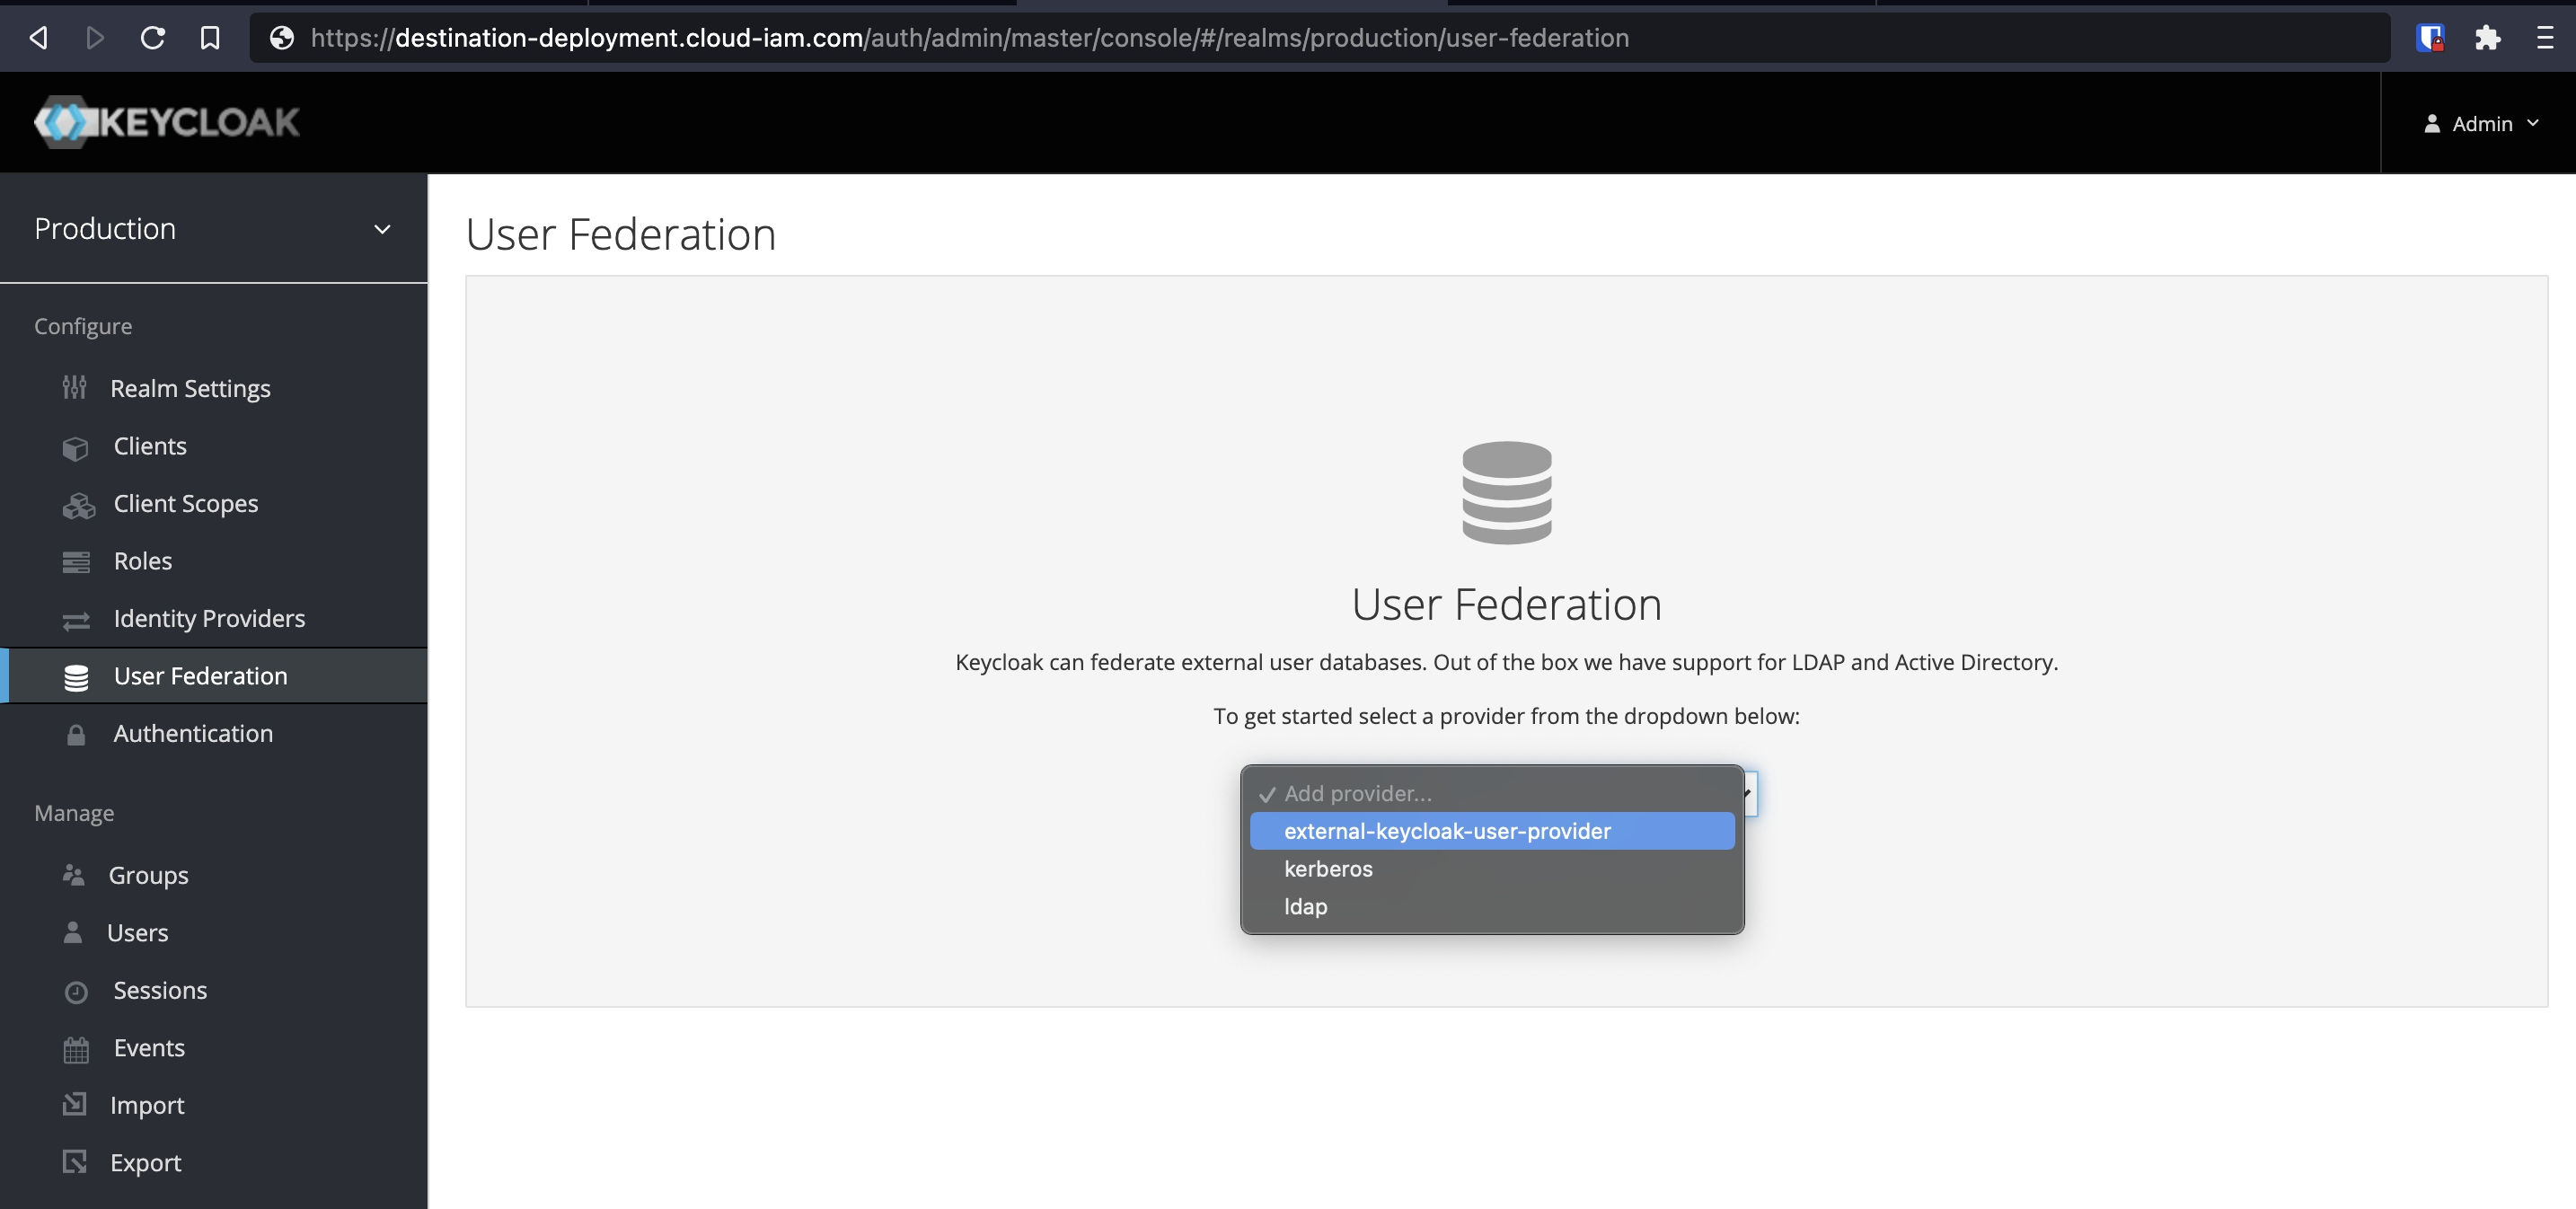 https://destination-deployment.cloud-iam.com/auth/admin/master/console/#/realms/production/user-federation
KEYCLOAK
Admin
Production
Configure
Realm Settings
Clients
Client Scopes
Roles
Identity Providers
User Federation
Authentication
Manage
Groups
Users
Sessions
Events
Import
Export
User Federation
User Federation
Keycloak can federate external user databases. Out of the box we have support for LDAP and Active Directory.
To get started select a provider from the dropdown below:
Add provider...
external-keycloak-user-provider
kerberos
ldap